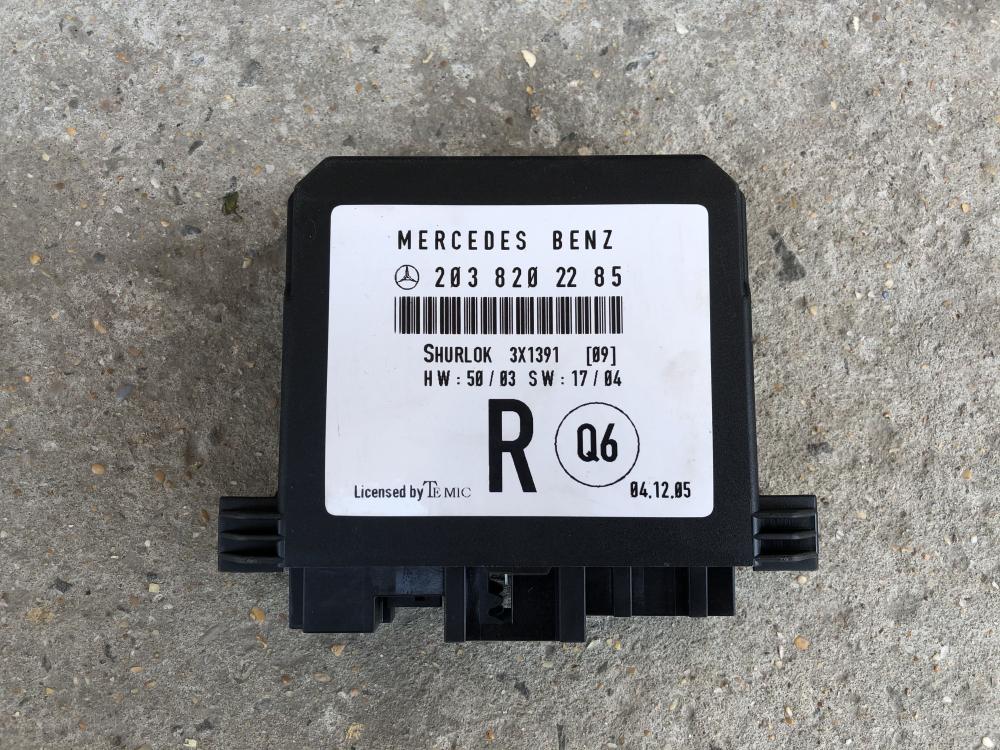 MERCEDES BENZ
203 820 22 85
SHURLOK 3X1391 [09]
HW : 50 / 03 SW : 17 / 04
R Q6
Licensed by TEMIC 04.12.05